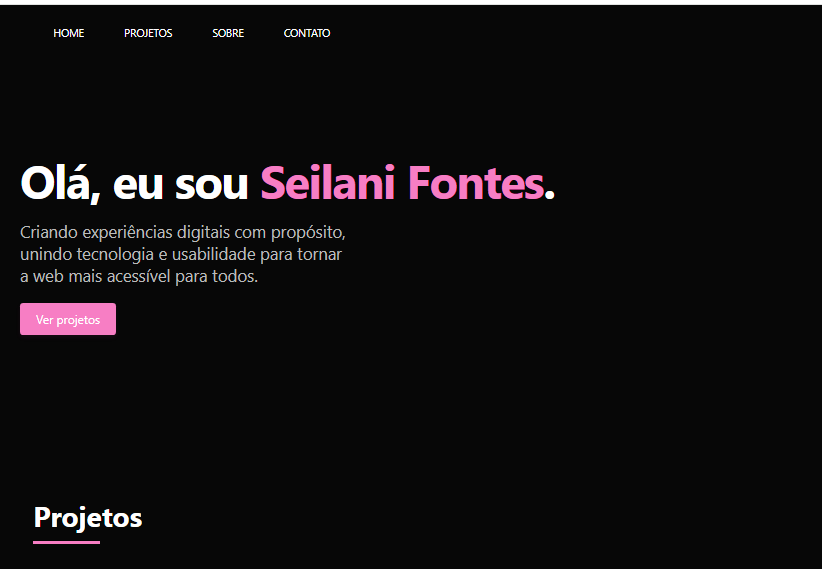 HOME PROJETOS SOBRE CONTATO
Olá, eu sou Seilani Fontes.
Criando experiências digitais com propósito,
unindo tecnologia e usabilidade para tornar
a web mais acessível para todos.
Ver projetos
Projetos